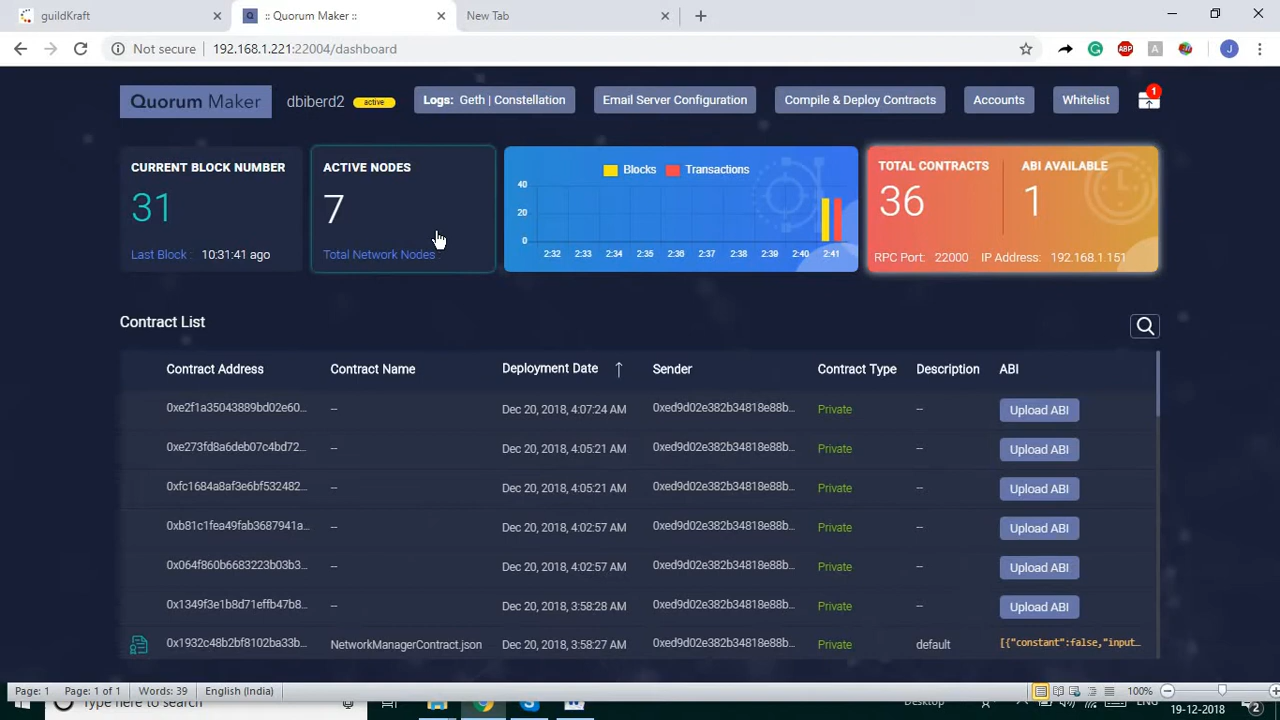 guildKraft
:: Quorum Maker ::
New Tab
Not secure
192.168.1.221:22004/dashboard
ABP
A
J
Quorum Maker
dbiberd2
active
Logs: Geth | Constellation
Email Server Configuration
Compile & Deploy Contracts
Accounts
Whitelist
1
CURRENT BLOCK NUMBER
31
Last Block : 10:31:41 ago
ACTIVE NODES
7
Total Network Nodes
Blocks Transactions
40
20
0
2:32 2:33 2:34 2:35 2:36 2:37 2:38 2:39 2:40 2:41
TOTAL CONTRACTS
36
ABI AVAILABLE
1
RPC Port: 22000 IP Address: 192.168.1.151
Contract List
Contract Address Contract Name Deployment Date Sender Contract Type Description ABI
0xe2f1a35043889bd02e60... -- Dec 20, 2018, 4:07:24 AM 0xed9d02e382b34818e88b... Private -- Upload ABI
0xe273fd8a6deb07c4bd72... -- Dec 20, 2018, 4:05:21 AM 0xed9d02e382b34818e88b... Private -- Upload ABI
0xfc1684a8af3e6bf532482... -- Dec 20, 2018, 4:05:21 AM 0xed9d02e382b34818e88b... Private -- Upload ABI
0xb81c1fea49fab3687941a... -- Dec 20, 2018, 4:02:57 AM 0xed9d02e382b34818e88b... Private -- Upload ABI
0x064f860b6683223b03b3... -- Dec 20, 2018, 4:02:57 AM 0xed9d02e382b34818e88b... Private -- Upload ABI
0x1349f3e1b8d71effb47b8... -- Dec 20, 2018, 3:58:28 AM 0xed9d02e382b34818e88b... Private -- Upload ABI
0x1932c48b2bf8102ba33b... NetworkManagerContract.json Dec 20, 2018, 3:58:27 AM 0xed9d02e382b34818e88b... Private default [{"constant":false,"input...
Page: 1 Page: 1 of 1 Words: 39 English (India) 100%
Type here to search
Desktop
ENG
19-12-2018
2